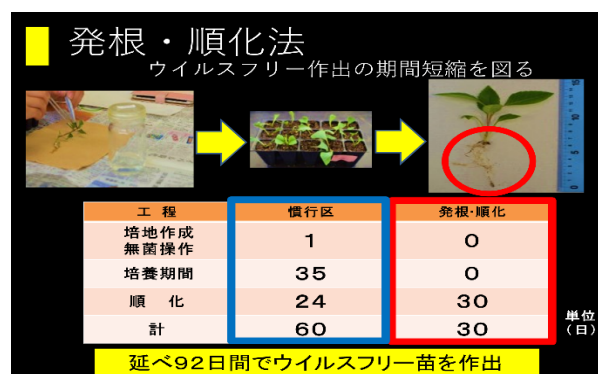 発根・順化法
ウイルスフリー作出の期間短縮を図る
工 程 慣行区 発根・順化
培地作成
無菌操作 1 0
培養期間 35 0
順 化 24 30
計 60 30
単位
(日)
延べ92日間でウイルスフリー苗を作出